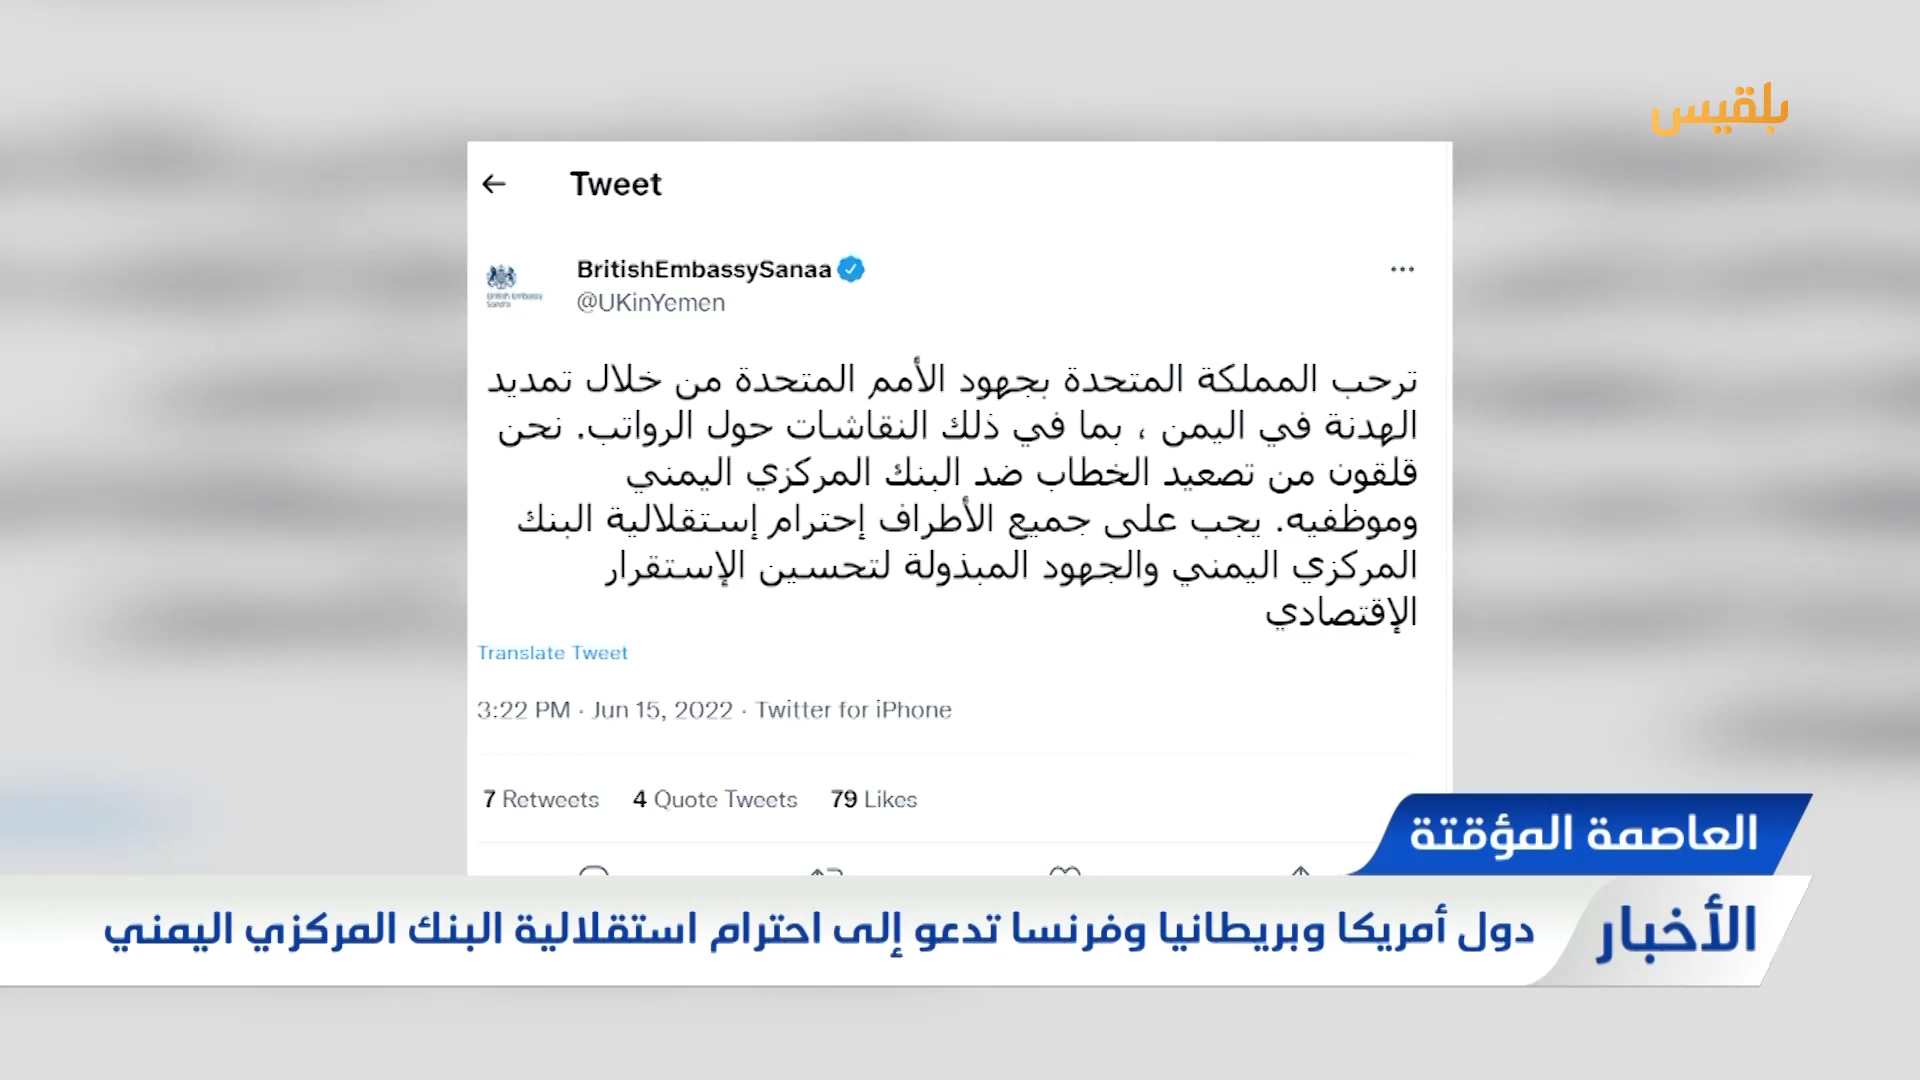 بلقيس
Tweet
BritishEmbassySanaa
@UKinYemen
British Embassy
Sana'a
ترحب المملكة المتحدة بجهود الأمم المتحدة من خلال تمديد
الهدنة في اليمن ، بما في ذلك النقاشات حول الرواتب. نحن
قلقون من تصعيد الخطاب ضد البنك المركزي اليمني
وموظفيه. يجب على جميع الأطراف إحترام إستقلالية البنك
المركزي اليمني والجهود المبذولة لتحسين الإستقرار
الإقتصادي
Translate Tweet
3:22 PM · Jun 15, 2022 · Twitter for iPhone
7 Retweets 4 Quote Tweets 79 Likes
العاصمة المؤقتة
الأخبار
دول أمريكا وبريطانيا وفرنسا تدعو إلى احترام استقلالية البنك المركزي اليمني